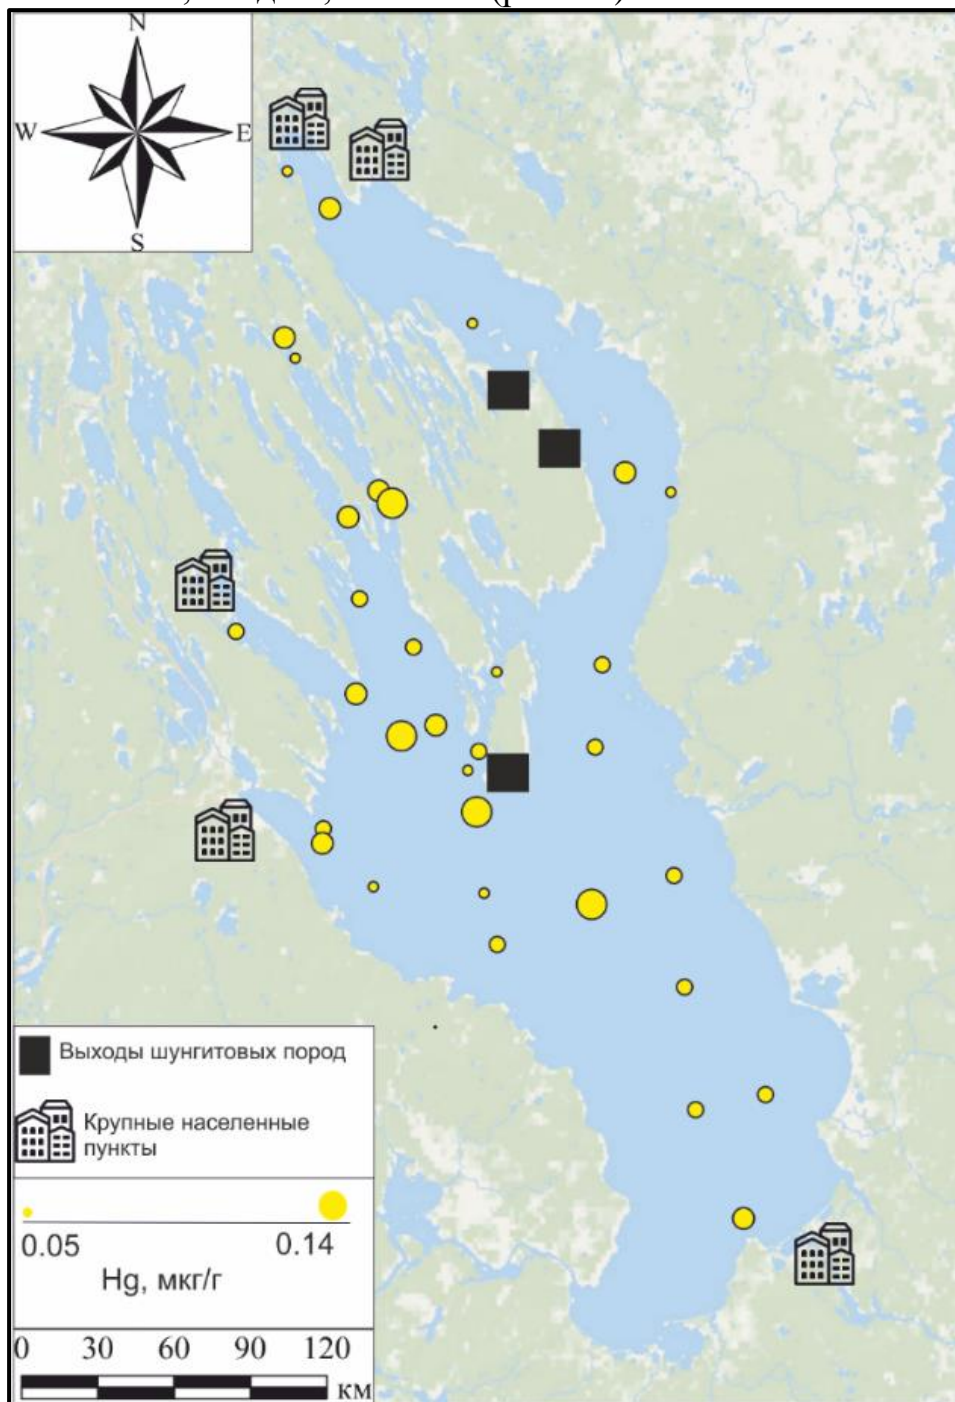 N
W E
S
Выходы шунгитовых пород
Крупные населенные
пункты
0.05 0.14
Hg, мкг/г
0 30 60 90 120
км